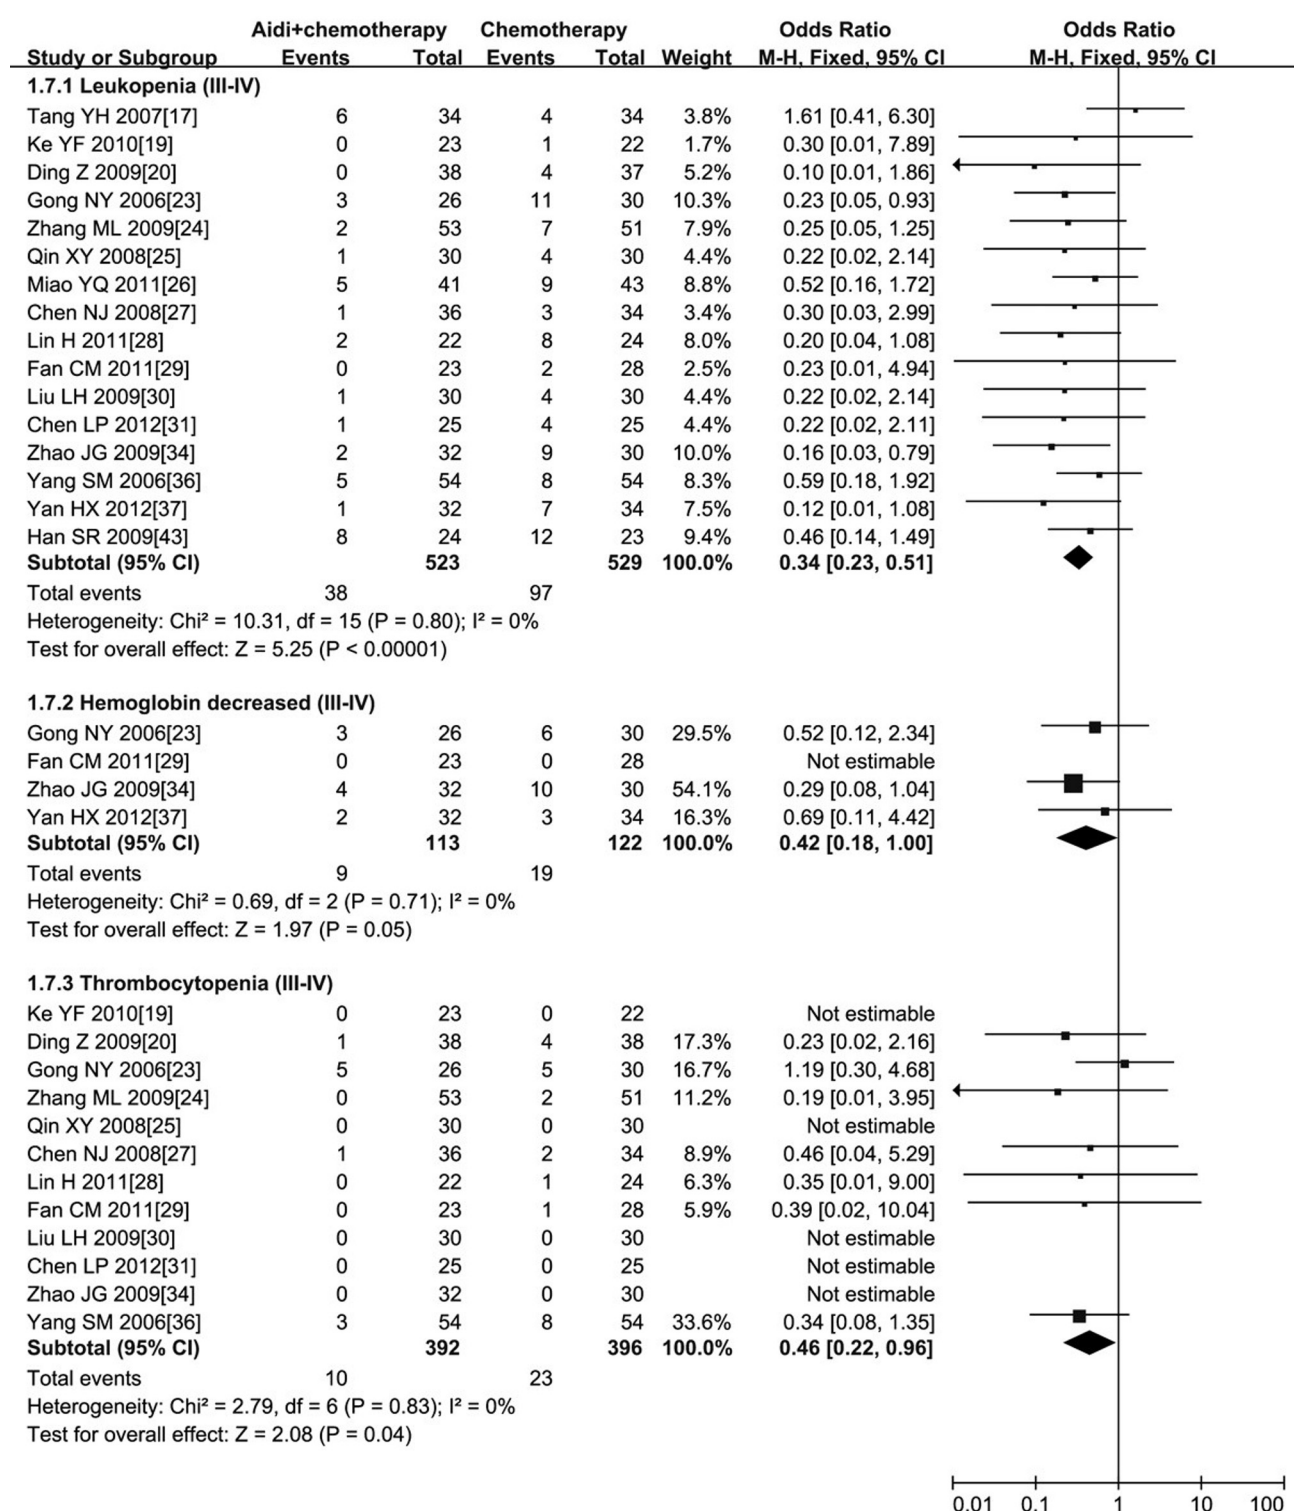 Aidi+chemotherapy Chemotherapy Odds Ratio Odds Ratio
Study or Subgroup Events Total Events Total Weight M-H, Fixed, 95% CI M-H, Fixed, 95% CI
1.7.1 Leukopenia (III-IV)
Tang YH 2007[17] 6 34 4 34 3.8% 1.61 [0.41, 6.30]
Ke YF 2010[19] 0 23 1 22 1.7% 0.30 [0.01, 7.89]
Ding Z 2009[20] 0 38 4 37 5.2% 0.10 [0.01, 1.86]
Gong NY 2006[23] 3 26 11 30 10.3% 0.23 [0.05, 0.93]
Zhang ML 2009[24] 2 53 7 51 7.9% 0.25 [0.05, 1.25]
Qin XY 2008[25] 1 30 4 30 4.4% 0.22 [0.02, 2.14]
Miao YQ 2011[26] 5 41 9 43 8.8% 0.52 [0.16, 1.72]
Chen NJ 2008[27] 1 36 3 34 3.4% 0.30 [0.03, 2.99]
Lin H 2011[28] 2 22 8 24 8.0% 0.20 [0.04, 1.08]
Fan CM 2011[29] 0 23 2 28 2.5% 0.23 [0.01, 4.94]
Liu LH 2009[30] 1 30 4 30 4.4% 0.22 [0.02, 2.14]
Chen LP 2012[31] 1 25 4 25 4.4% 0.22 [0.02, 2.11]
Zhao JG 2009[34] 2 32 9 30 10.0% 0.16 [0.03, 0.79]
Yang SM 2006[36] 5 54 8 54 8.3% 0.59 [0.18, 1.92]
Yan HX 2012[37] 1 32 7 34 7.5% 0.12 [0.01, 1.08]
Han SR 2009[43] 8 24 12 23 9.4% 0.46 [0.14, 1.49]
Subtotal (95% CI) 523 529 100.0% 0.34 [0.23, 0.51]
Total events 38 97
Heterogeneity: Chi² = 10.31, df = 15 (P = 0.80); I² = 0%
Test for overall effect: Z = 5.25 (P < 0.00001)
1.7.2 Hemoglobin decreased (III-IV)
Gong NY 2006[23] 3 26 6 30 29.5% 0.52 [0.12, 2.34]
Fan CM 2011[29] 0 23 0 28 Not estimable
Zhao JG 2009[34] 4 32 10 30 54.1% 0.29 [0.08, 1.04]
Yan HX 2012[37] 2 32 3 34 16.3% 0.69 [0.11, 4.42]
Subtotal (95% CI) 113 122 100.0% 0.42 [0.18, 1.00]
Total events 9 19
Heterogeneity: Chi² = 0.69, df = 2 (P = 0.71); I² = 0%
Test for overall effect: Z = 1.97 (P = 0.05)
1.7.3 Thrombocytopenia (III-IV)
Ke YF 2010[19] 0 23 0 22 Not estimable
Ding Z 2009[20] 1 38 4 38 17.3% 0.23 [0.02, 2.16]
Gong NY 2006[23] 5 26 5 30 16.7% 1.19 [0.30, 4.68]
Zhang ML 2009[24] 0 53 2 51 11.2% 0.19 [0.01, 3.95]
Qin XY 2008[25] 0 30 0 30 Not estimable
Chen NJ 2008[27] 1 36 2 34 8.9% 0.46 [0.04, 5.29]
Lin H 2011[28] 0 22 1 24 6.3% 0.35 [0.01, 9.00]
Fan CM 2011[29] 0 23 1 28 5.9% 0.39 [0.02, 10.04]
Liu LH 2009[30] 0 30 0 30 Not estimable
Chen LP 2012[31] 0 25 0 25 Not estimable
Zhao JG 2009[34] 0 32 0 30 Not estimable
Yang SM 2006[36] 3 54 8 54 33.6% 0.34 [0.08, 1.35]
Subtotal (95% CI) 392 396 100.0% 0.46 [0.22, 0.96]
Total events 10 23
Heterogeneity: Chi² = 2.79, df = 6 (P = 0.83); I² = 0%
Test for overall effect: Z = 2.08 (P = 0.04)
0.01 0.1 1 10 100